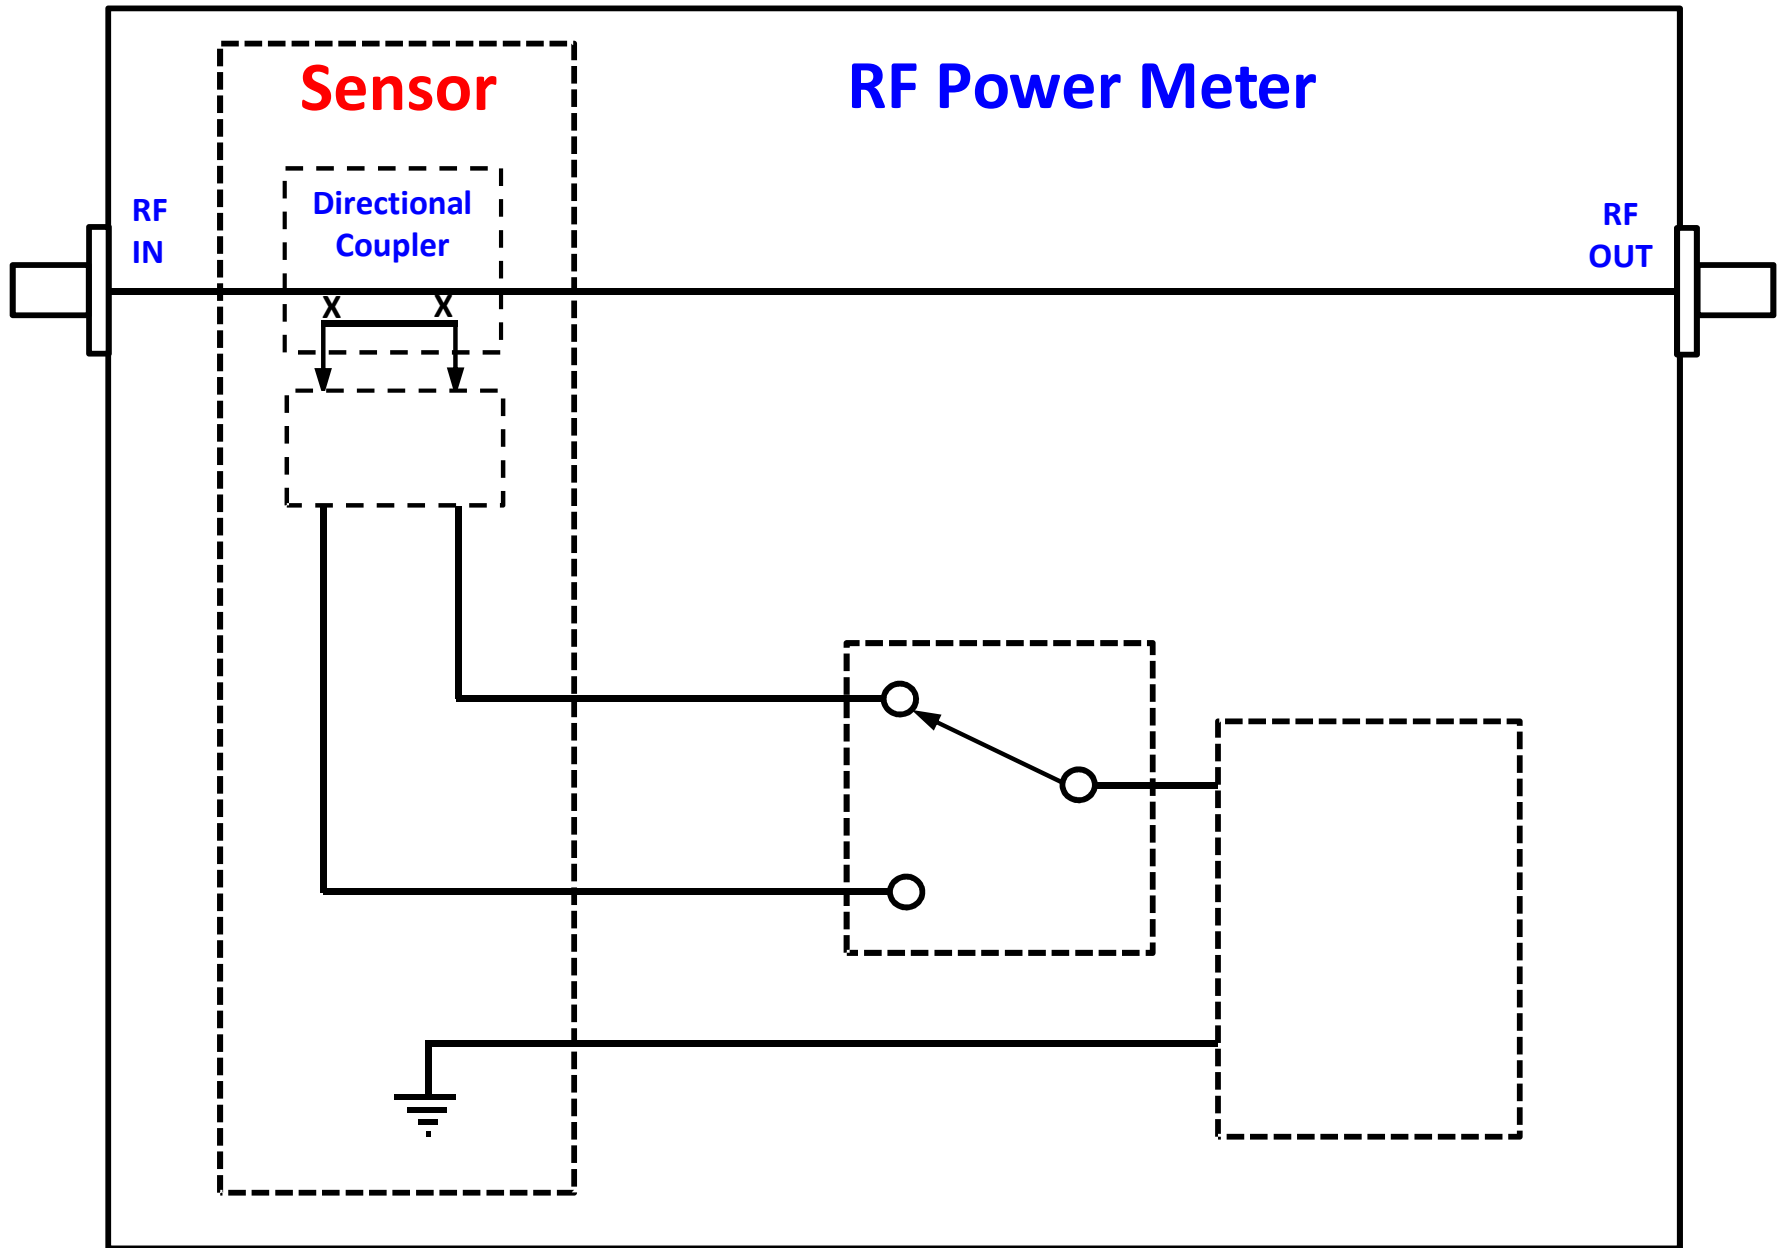 Sensor
RF Power Meter
RF
IN
Directional
Coupler
RF
OUT
X X